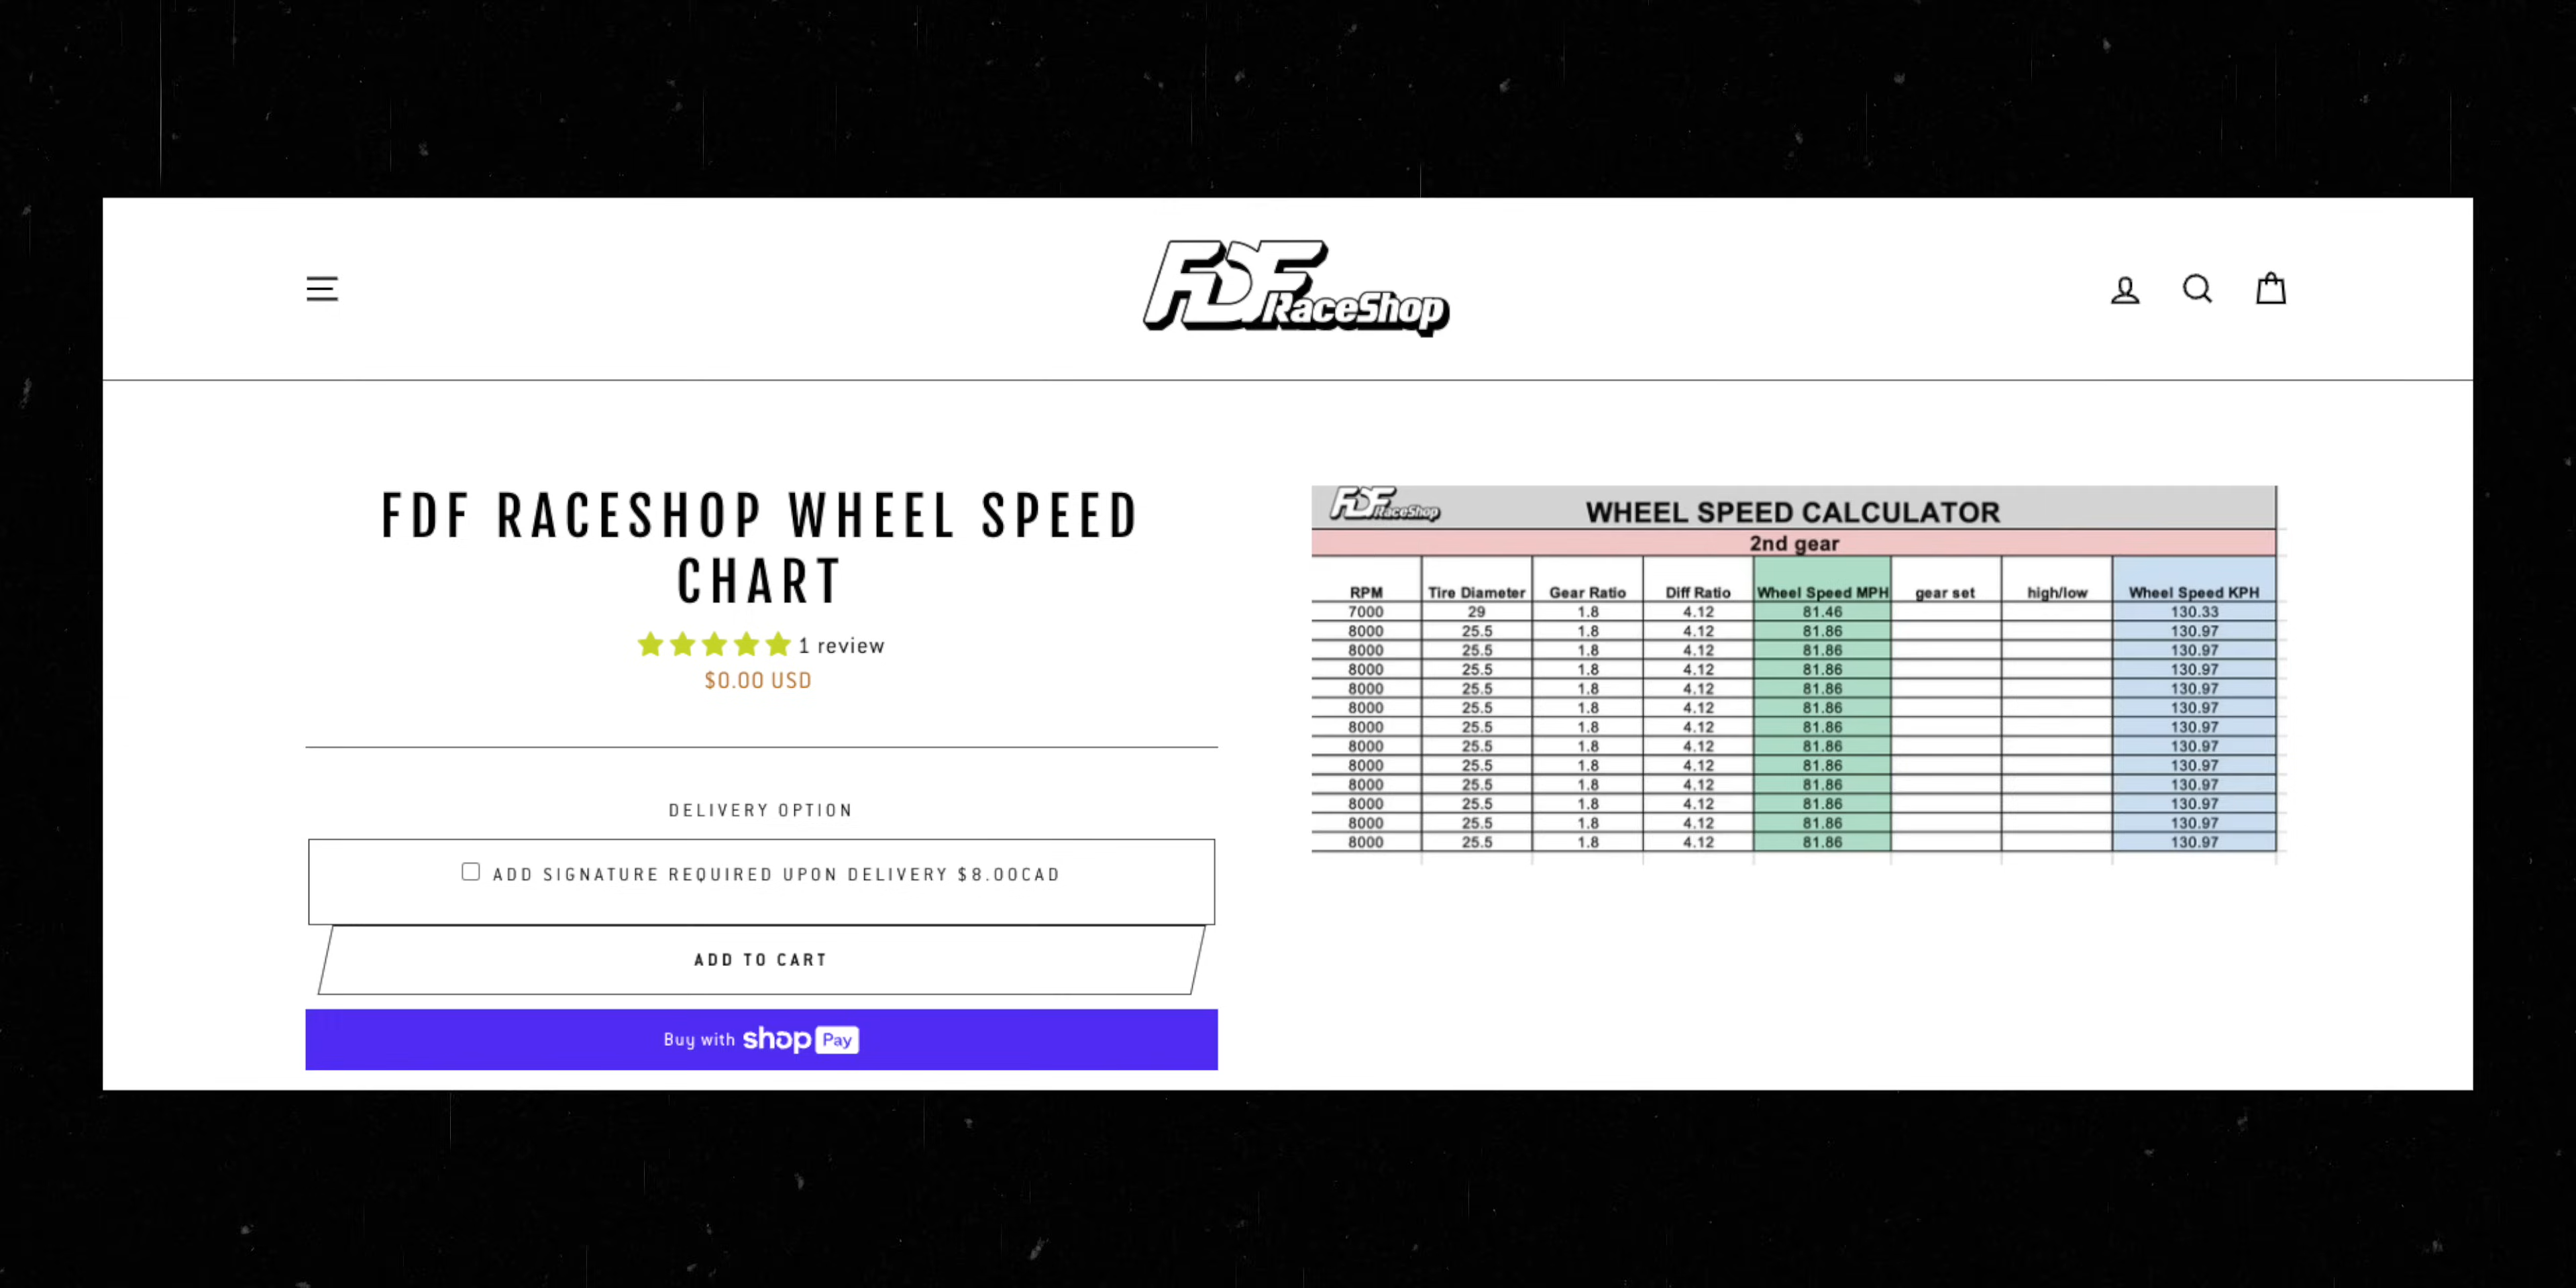 FDF RaceShop
FDF RACESHOP WHEEL SPEED
CHART
1 review
$0.00 USD
DELIVERY OPTION
ADD SIGNATURE REQUIRED UPON DELIVERY $8.00CAD
ADD TO CART
Buy with shop Pay
FDF RaceShop WHEEL SPEED CALCULATOR
2nd gear
RPM Tire Diameter Gear Ratio Diff Ratio Wheel Speed MPH gear set high/low Wheel Speed KPH
7000 29 1.8 4.12 81.46 130.33
8000 25.5 1.8 4.12 81.86 130.97
8000 25.5 1.8 4.12 81.86 130.97
8000 25.5 1.8 4.12 81.86 130.97
8000 25.5 1.8 4.12 81.86 130.97
8000 25.5 1.8 4.12 81.86 130.97
8000 25.5 1.8 4.12 81.86 130.97
8000 25.5 1.8 4.12 81.86 130.97
8000 25.5 1.8 4.12 81.86 130.97
8000 25.5 1.8 4.12 81.86 130.97
8000 25.5 1.8 4.12 81.86 130.97
8000 25.5 1.8 4.12 81.86 130.97
8000 25.5 1.8 4.12 81.86 130.97